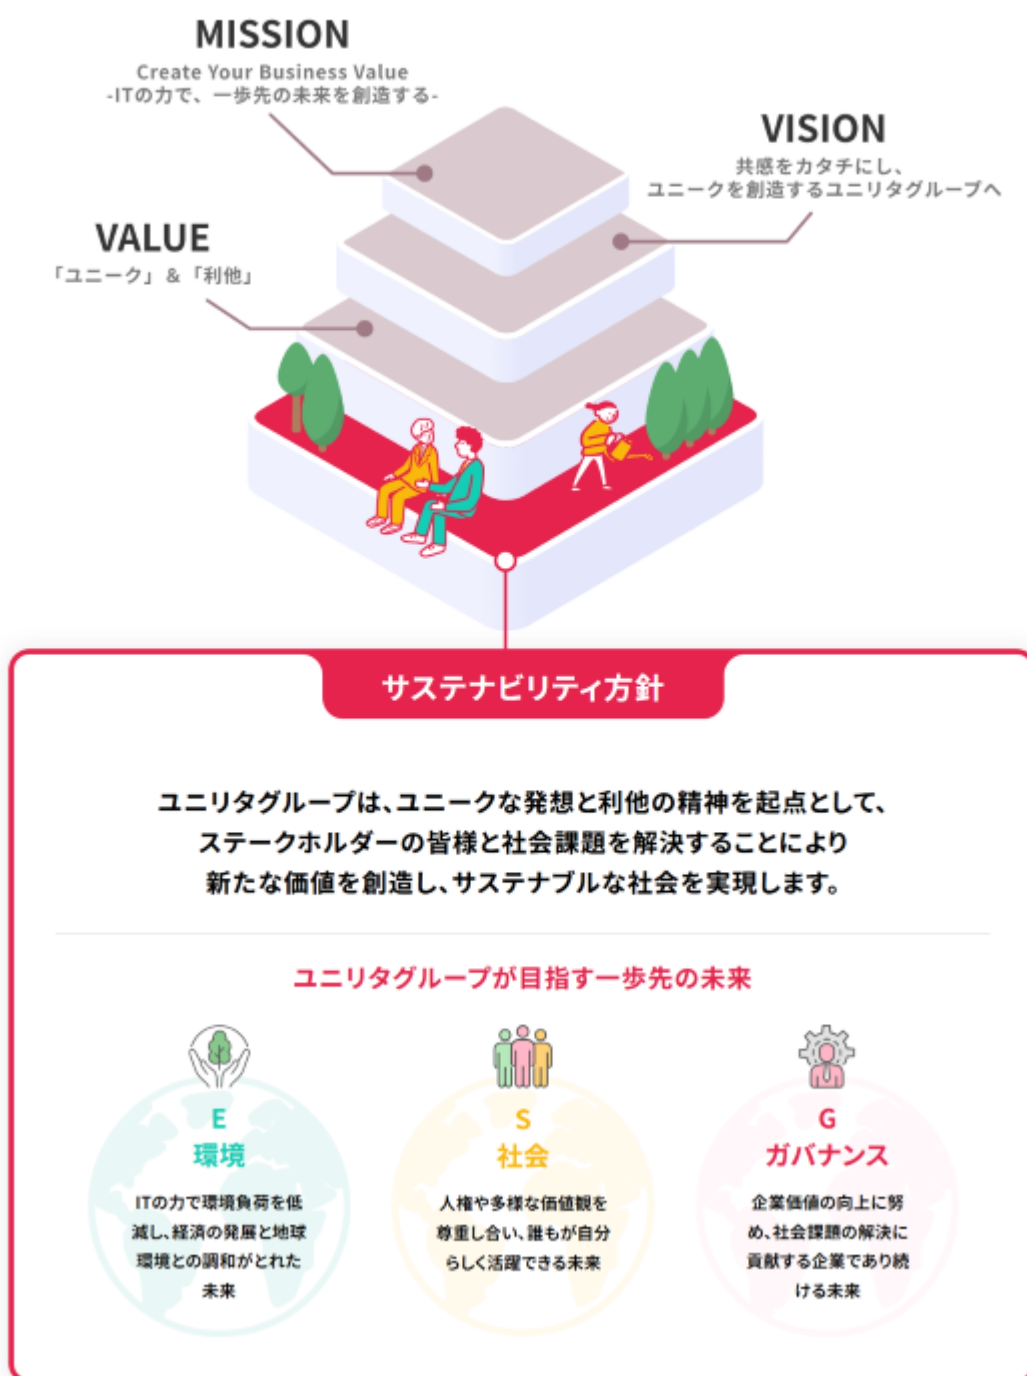 MISSION
Create Your Business Value
-ITの力で、一歩先の未来を創造する-
VISION
共感をカタチにし、
ユニークを創造するユニリタグループへ
VALUE
「ユニーク」&「利他」
サステナビリティ方針
ユニリタグループは、ユニークな発想と利他の精神を起点として、
ステークホルダーの皆様と社会課題を解決することにより
新たな価値を創造し、サステナブルな社会を実現します。
ユニリタグループが目指す一歩先の未来
E
環境
ITの力で環境負荷を低
減し、経済の発展と地球
環境との調和がとれた
未来
S
社会
人権や多様な価値観を
尊重し合い、誰もが自分
らしく活躍できる未来
G
ガバナンス
企業価値の向上に努
め、社会課題の解決に
貢献する企業であり続
ける未来